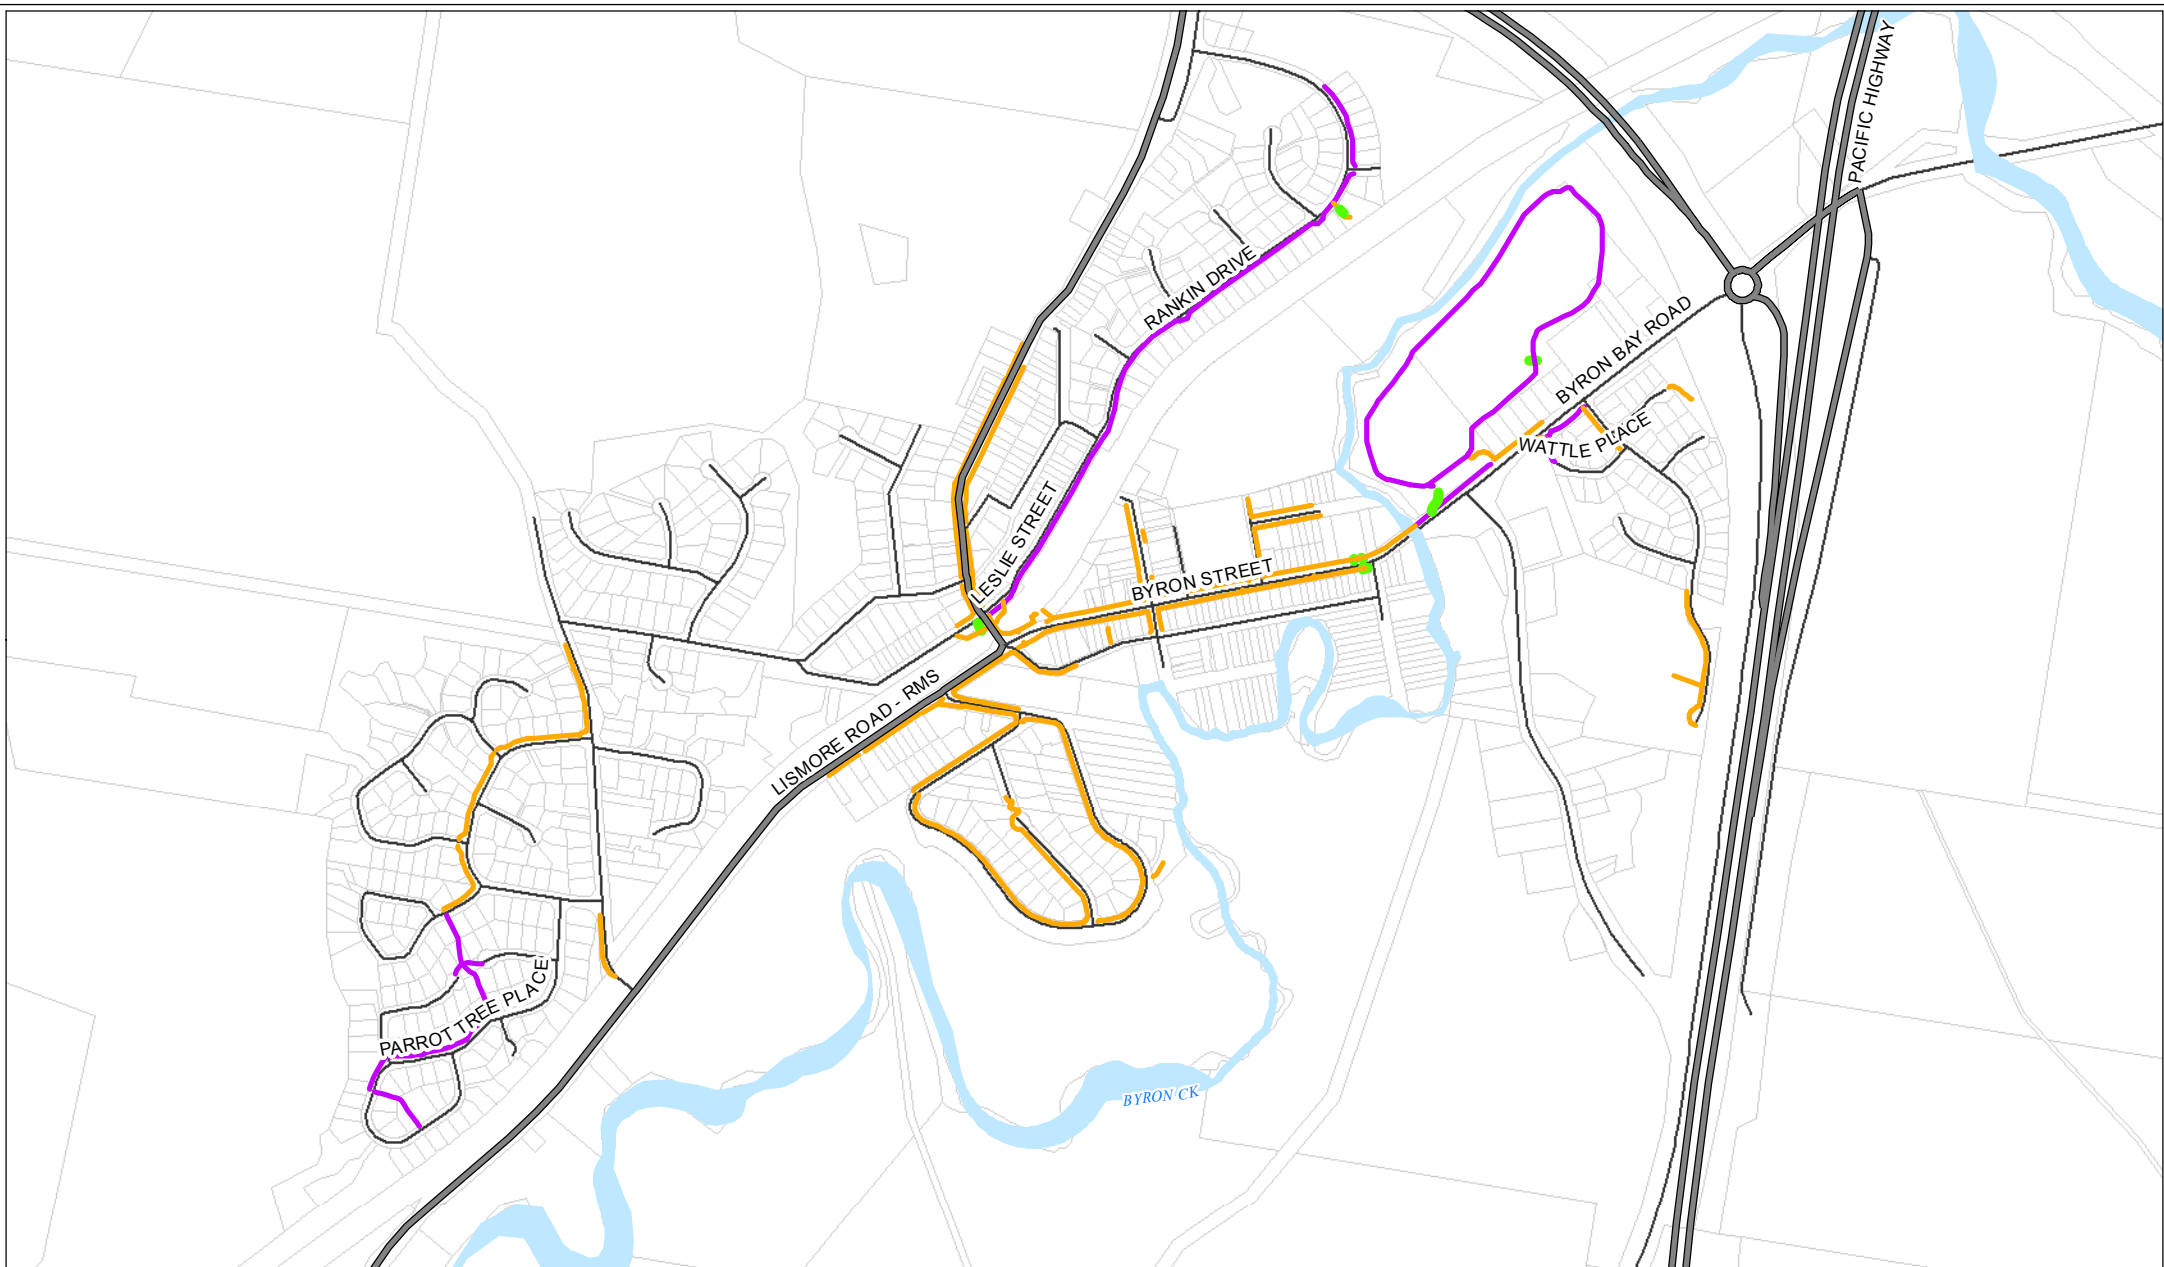 PACIFIC HIGHWAY
RANKIN DRIVE
BYRON BAY ROAD
WATTLE PLACE
LESLIE STREET
BYRON STREET
LISMORE ROAD - RMS
PARROT TREE PLACE
BYRON CK